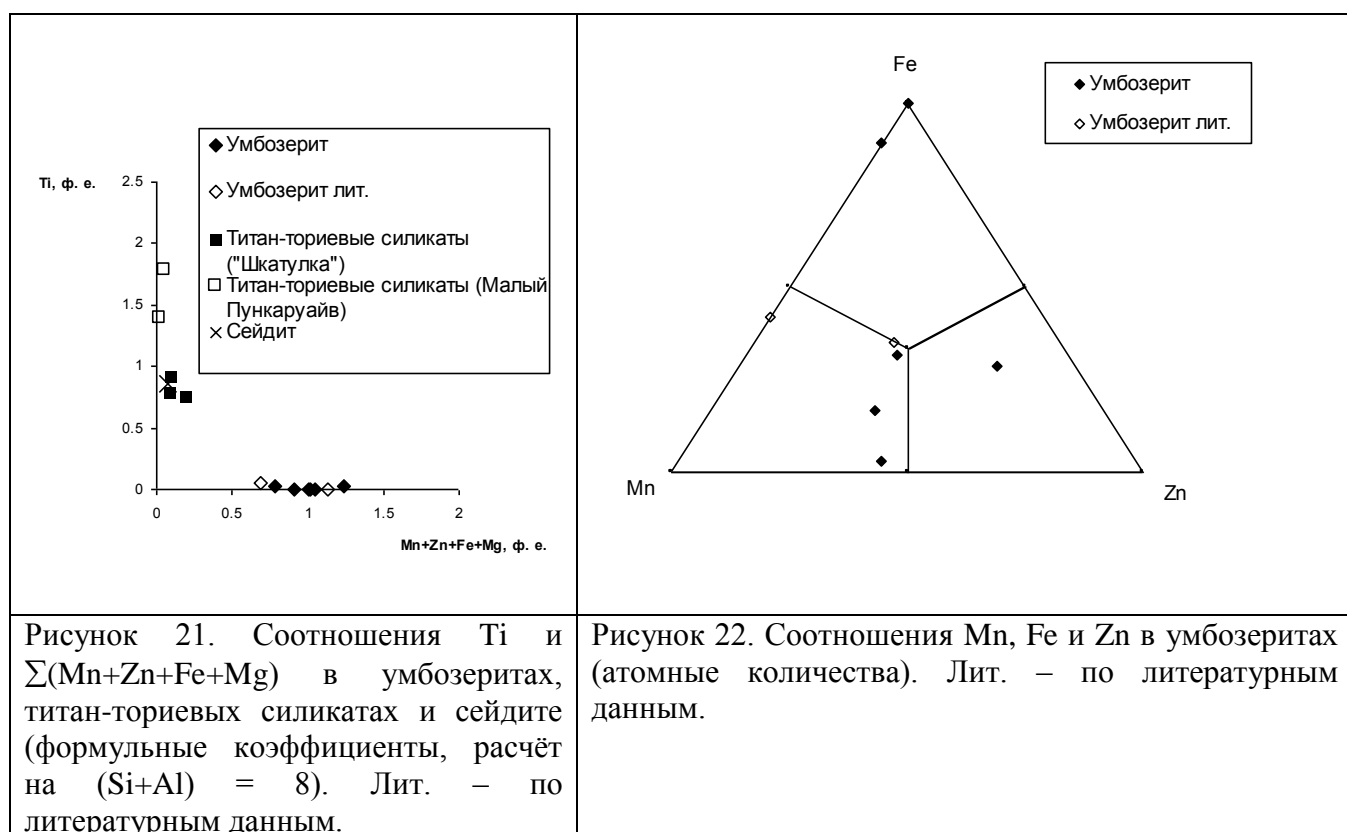 Ti, ф. е.
2.5
2
1.5
1
0.5
0
0
0.5
1
1.5
2
Mn+Zn+Fe+Mg, ф. е.
Умбозерит
Умбозерит лит.
Титан-ториевые силикаты
("Шкатулка")
Титан-ториевые силикаты (Малый
Пункаруайв)
Сейдит
Fe
Mn
Zn
Умбозерит
Умбозерит лит.
Рисунок 21. Соотношения Ti и
∑(Mn+Zn+Fe+Mg) в умбозеритах,
титан-ториевых силикатах и сейдите
(формульные коэффициенты, расчёт
на (Si+Al) = 8). Лит. – по
литературным данным.
Рисунок 22. Соотношения Mn, Fe и Zn в умбозеритах
(атомные количества). Лит. – по литературным
данным.